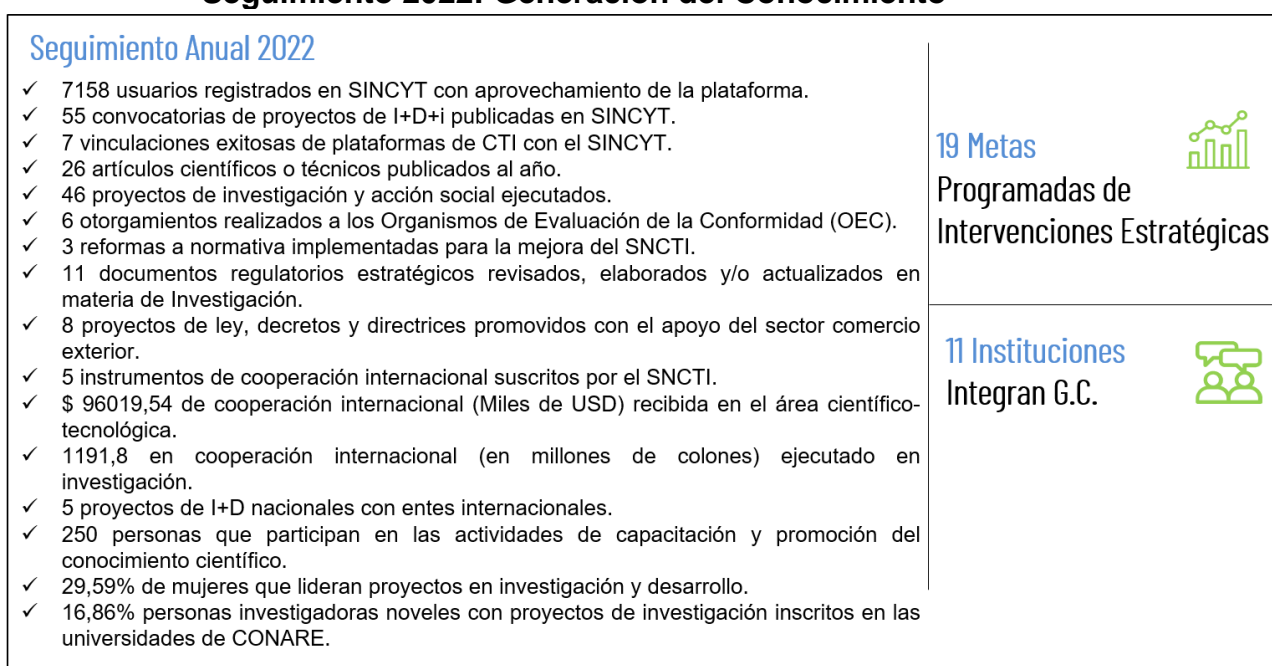 Seguimiento 2022: Generación del Conocimiento
Seguimiento Anual 2022
✓ 7158 usuarios registrados en SINCYT con aprovechamiento de la plataforma.
✓ 55 convocatorias de proyectos de I+D+i publicadas en SINCYT.
✓ 7 vinculaciones exitosas de plataformas de CTI con el SINCYT.
✓ 26 artículos científicos o técnicos publicados al año.
✓ 46 proyectos de investigación y acción social ejecutados.
✓ 6 otorgamientos realizados a los Organismos de Evaluación de la Conformidad (OEC).
✓ 3 reformas a normativa implementadas para la mejora del SNCTI.
✓ 11 documentos regulatorios estratégicos revisados, elaborados y/o actualizados en
materia de Investigación.
✓ 8 proyectos de ley, decretos y directrices promovidos con el apoyo del sector comercio
exterior.
✓ 5 instrumentos de cooperación internacional suscritos por el SNCTI.
✓ $ 96019,54 de cooperación internacional (Miles de USD) recibida en el área científico-
tecnológica.
✓ 1191,8 en cooperación internacional (en millones de colones) ejecutado en
investigación.
✓ 5 proyectos de I+D nacionales con entes internacionales.
✓ 250 personas que participan en las actividades de capacitación y promoción del
conocimiento científico.
✓ 29,59% de mujeres que lideran proyectos en investigación y desarrollo.
✓ 16,86% personas investigadoras noveles con proyectos de investigación inscritos en las
universidades de CONARE.
19 Metas
Programadas de
Intervenciones Estratégicas
11 Instituciones
Integran G.C.